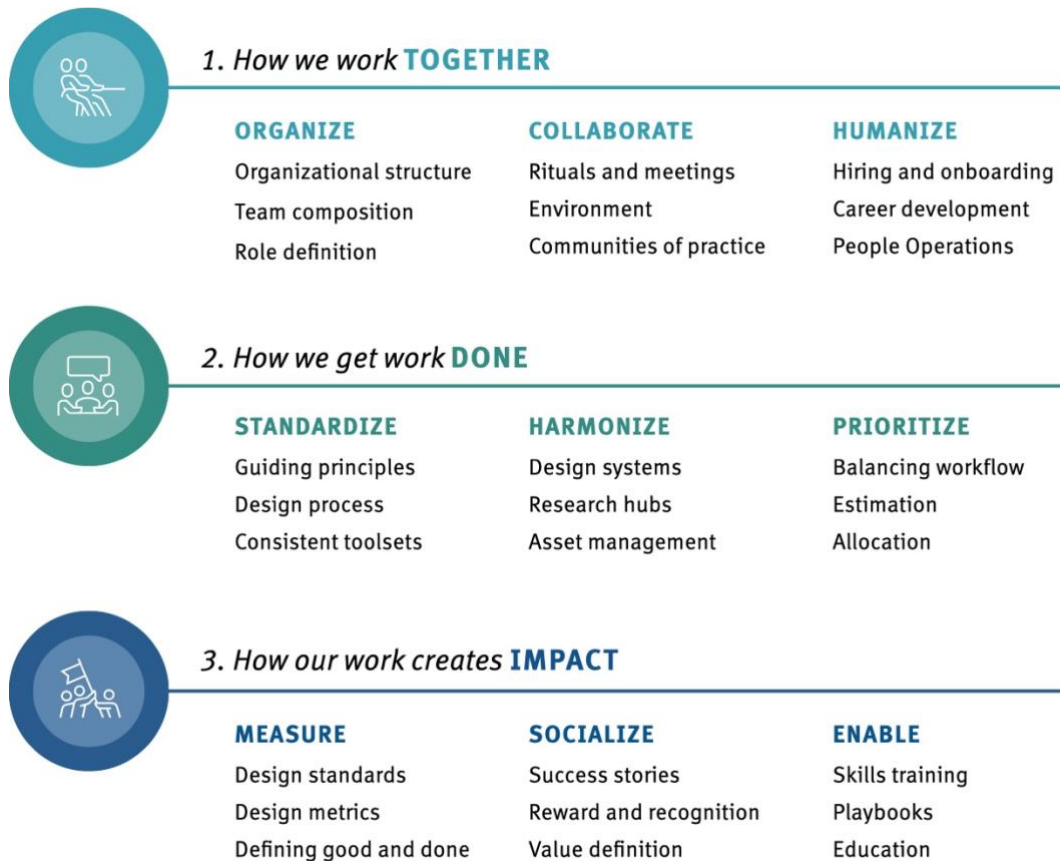 1. How we work TOGETHER
ORGANIZE
Organizational structure
Team composition
Role definition
COLLABORATE
Rituals and meetings
Environment
Communities of practice
HUMANIZE
Hiring and onboarding
Career development
People Operations
2. How we get work DONE
STANDARDIZE
Guiding principles
Design process
Consistent toolsets
HARMONIZE
Design systems
Research hubs
Asset management
PRIORITIZE
Balancing workflow
Estimation
Allocation
3. How our work creates IMPACT
MEASURE
Design standards
Design metrics
Defining good and done
SOCIALIZE
Success stories
Reward and recognition
Value definition
ENABLE
Skills training
Playbooks
Education